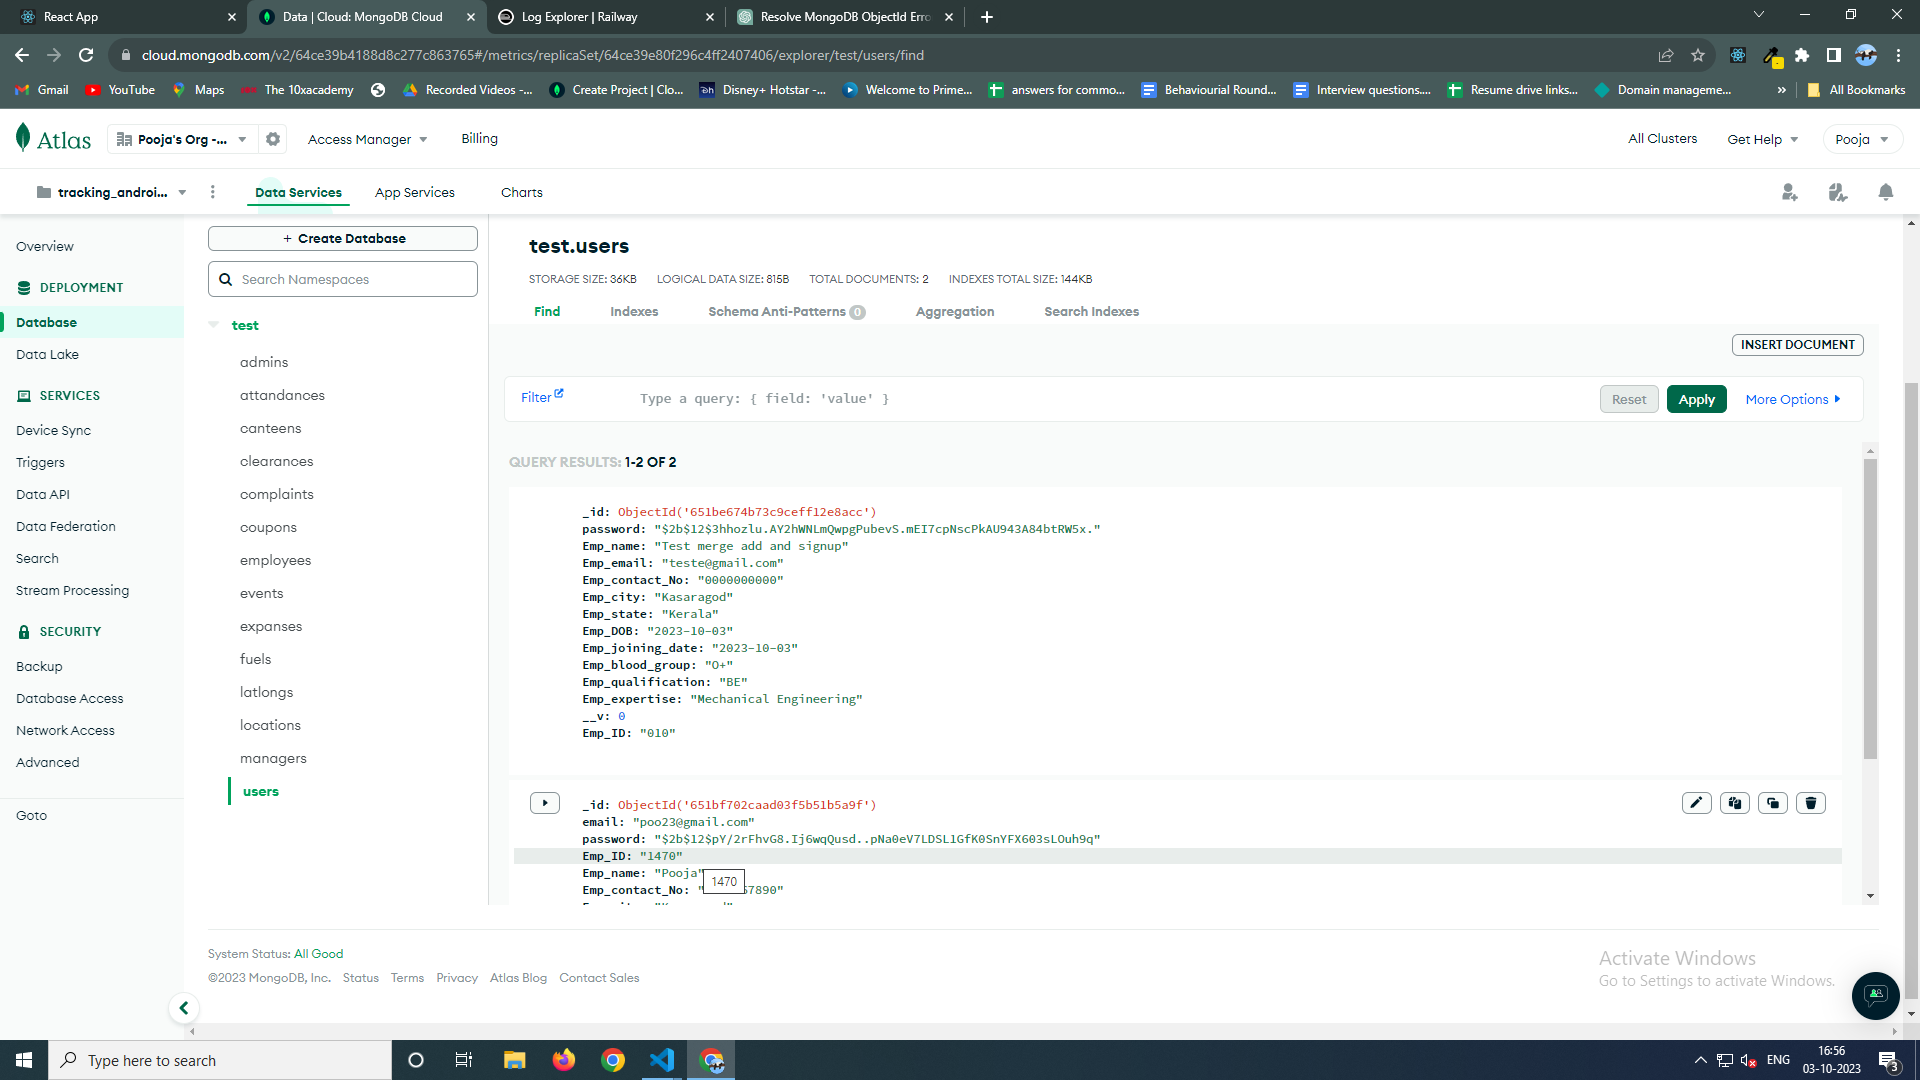 React App
Data | Cloud: MongoDB Cloud
Log Explorer | Railway
Resolve MongoDB ObjectId Erro
cloud.mongodb.com/v2/64ce39b4188d8c277c863765#/metrics/replicaSet/64ce39e80f296c4ff2407406/explorer/test/users/find
Gmail
YouTube
Maps
The 10xacademy
Recorded Videos -...
Create Project | Clo...
Disney+ Hotstar -...
Welcome to Prime...
answers for commo...
Behaviourial Round...
Interview questions....
Resume drive links...
Domain manageme...
»
All Bookmarks
Atlas
Pooja's Org -...
Access Manager
Billing
All Clusters
Get Help
Pooja
tracking_androi...
Data Services
App Services
Charts
Overview
DEPLOYMENT
Database
Data Lake
SERVICES
Device Sync
Triggers
Data API
Data Federation
Search
Stream Processing
SECURITY
Backup
Database Access
Network Access
Advanced
Goto
+ Create Database
Search Namespaces
test
admins
attandances
canteens
clearances
complaints
coupons
employees
events
expanses
fuels
latlongs
locations
managers
users
test.users
STORAGE SIZE: 36KB LOGICAL DATA SIZE: 815B TOTAL DOCUMENTS: 2 INDEXES TOTAL SIZE: 144KB
Find
Indexes
Schema Anti-Patterns 0
Aggregation
Search Indexes
INSERT DOCUMENT
Filter
Type a query: { field: 'value' }
Reset
Apply
More Options
QUERY RESULTS: 1-2 OF 2
_id: ObjectId('651be674b73c9ceff12e8acc')
password: "$2b$12$3hhozlu.AY2hWNLmQwpgPubevS.mEI7cpNscPkAU943A84btRW5x."
Emp_name: "Test merge add and signup"
Emp_email: "teste@gmail.com"
Emp_contact_No: "0000000000"
Emp_city: "Kasaragod"
Emp_state: "Kerala"
Emp_DOB: "2023-10-03"
Emp_joining_date: "2023-10-03"
Emp_blood_group: "O+"
Emp_qualification: "BE"
Emp_expertise: "Mechanical Engineering"
__v: 0
Emp_ID: "010"
_id: ObjectId('651bf702caad03f5b51b5a9f')
email: "poo23@gmail.com"
password: "$2b$12$pY/2rFhvG8.Ij6wqQusd..pNa0eV7LDSL1GfK0SnYFX603sLOuh9q"
Emp_ID: "1470"
Emp_name: "Pooja"
1470
Emp_contact_No: " 67890"
System Status: All Good
©2023 MongoDB, Inc. Status Terms Privacy Atlas Blog Contact Sales
Activate Windows
Go to Settings to activate Windows.
Type here to search
ENG
16:56
03-10-2023
3